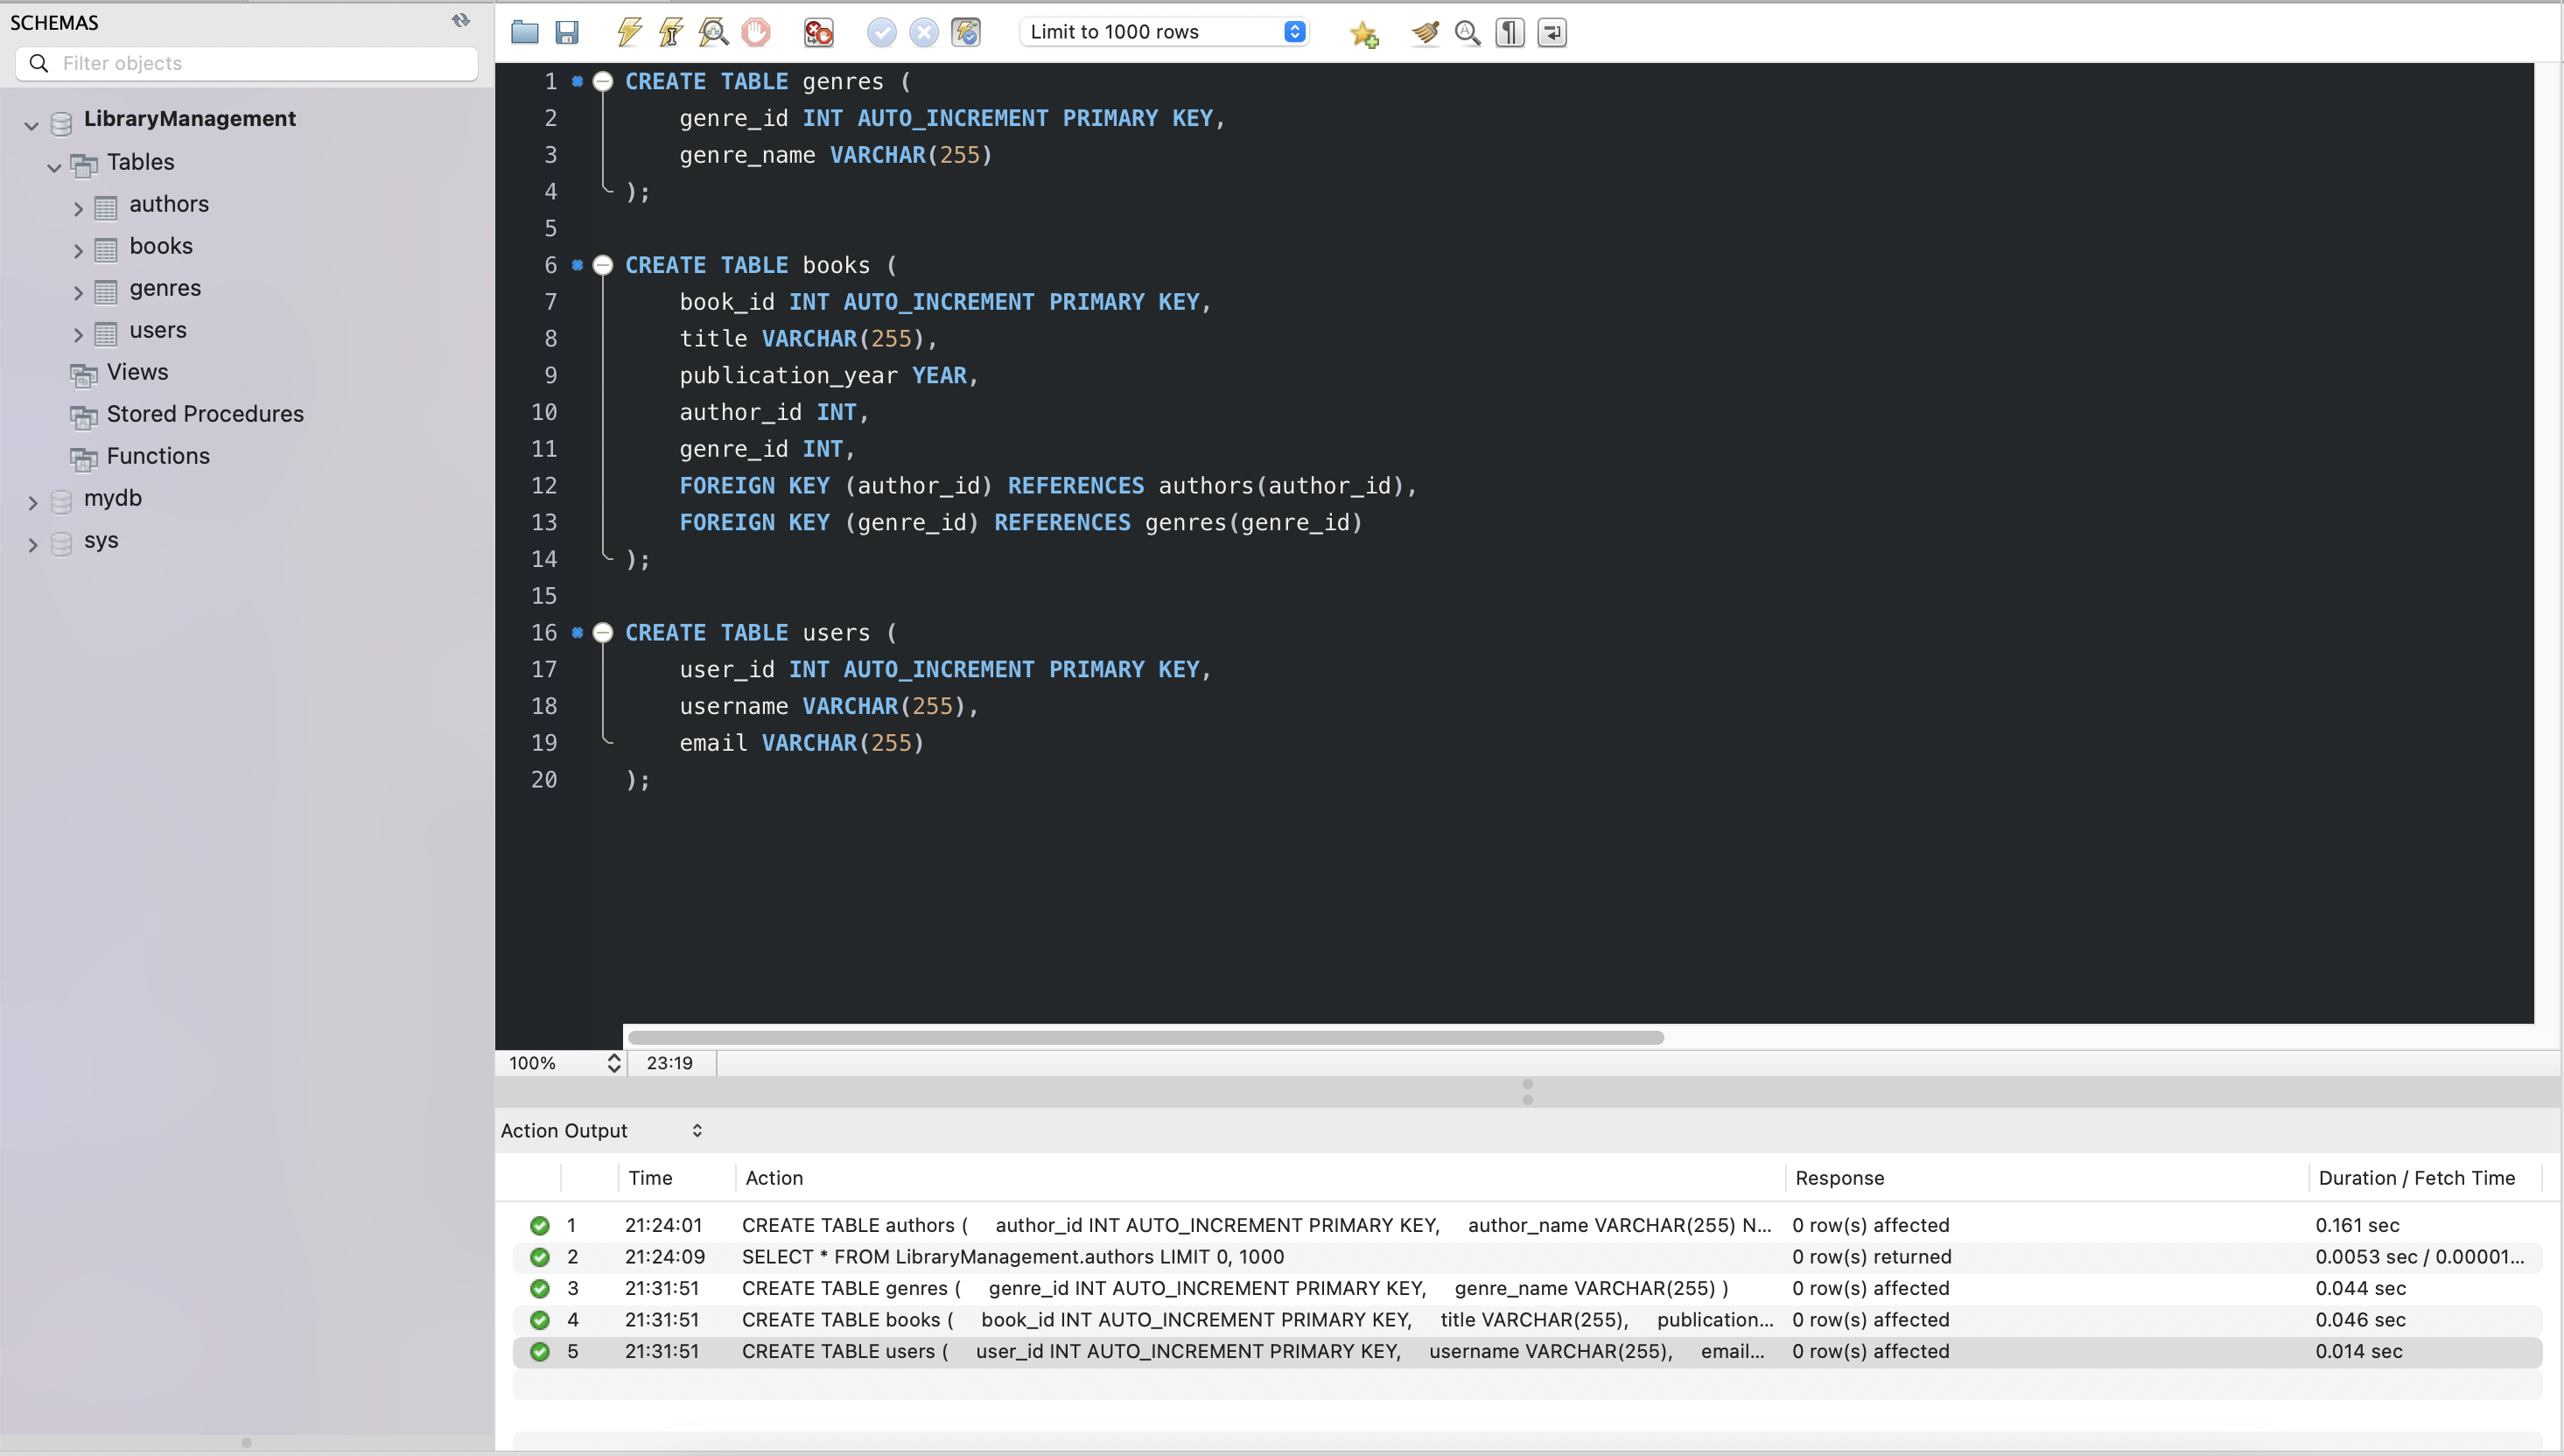 SCHEMAS
Filter objects
LibraryManagement
Tables
authors
books
genres
users
Views
Stored Procedures
Functions
mydb
sys
Limit to 1000 rows
1 CREATE TABLE genres (
2 genre_id INT AUTO_INCREMENT PRIMARY KEY,
3 genre_name VARCHAR(255)
4 );
5
6 CREATE TABLE books (
7 book_id INT AUTO_INCREMENT PRIMARY KEY,
8 title VARCHAR(255),
9 publication_year YEAR,
10 author_id INT,
11 genre_id INT,
12 FOREIGN KEY (author_id) REFERENCES authors(author_id),
13 FOREIGN KEY (genre_id) REFERENCES genres(genre_id)
14 );
15
16 CREATE TABLE users (
17 user_id INT AUTO_INCREMENT PRIMARY KEY,
18 username VARCHAR(255),
19 email VARCHAR(255)
20 );
100% 23:19
Action Output
Time Action Response Duration / Fetch Time
1 21:24:01 CREATE TABLE authors ( author_id INT AUTO_INCREMENT PRIMARY KEY, author_name VARCHAR(255) N... 0 row(s) affected 0.161 sec
2 21:24:09 SELECT * FROM LibraryManagement.authors LIMIT 0, 1000 0 row(s) returned 0.0053 sec / 0.00001...
3 21:31:51 CREATE TABLE genres ( genre_id INT AUTO_INCREMENT PRIMARY KEY, genre_name VARCHAR(255) ) 0 row(s) affected 0.044 sec
4 21:31:51 CREATE TABLE books ( book_id INT AUTO_INCREMENT PRIMARY KEY, title VARCHAR(255), publication... 0 row(s) affected 0.046 sec
5 21:31:51 CREATE TABLE users ( user_id INT AUTO_INCREMENT PRIMARY KEY, username VARCHAR(255), email... 0 row(s) affected 0.014 sec